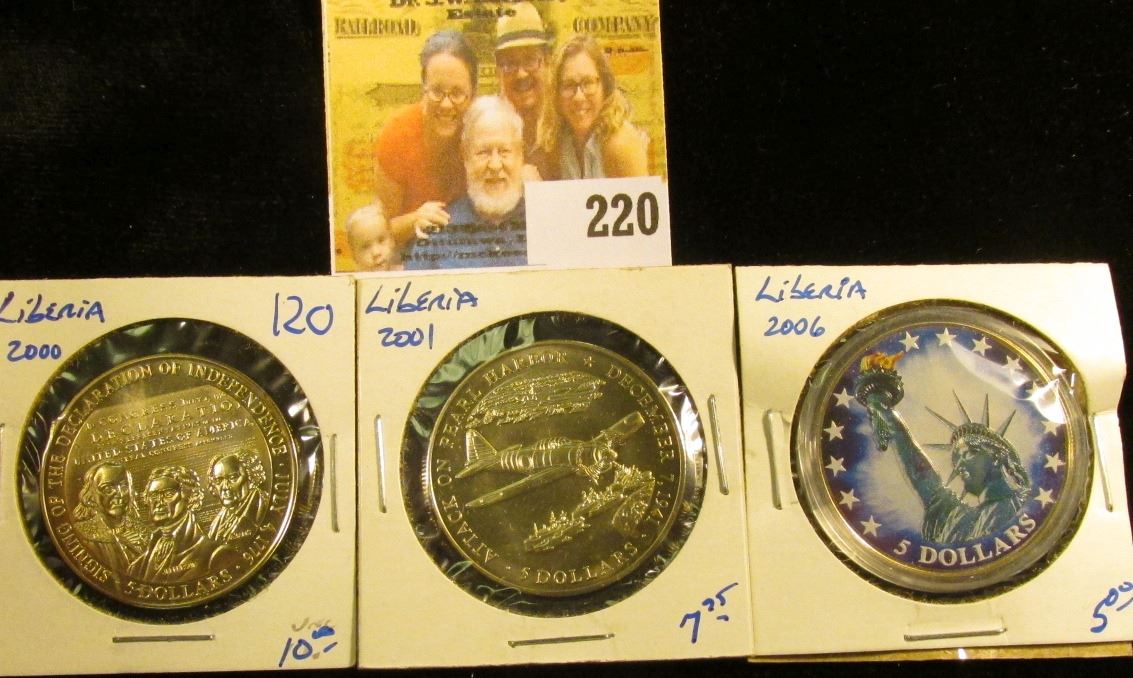 Estate
RAILROAD COMPANY
220
Liberia
2000
120
SIGNING OF THE DECLARATION OF INDEPENDENCE · JULY 4, 1776
DECLARATION
UNITED STATES OF AMERICA
5 DOLLARS
10.00
Liberia
2001
ATTACK ON PEARL HARBOR ★ DECEMBER 7, 1941
· 5 DOLLARS ·
7.25
Liberia
2006
5 DOLLARS
5.00